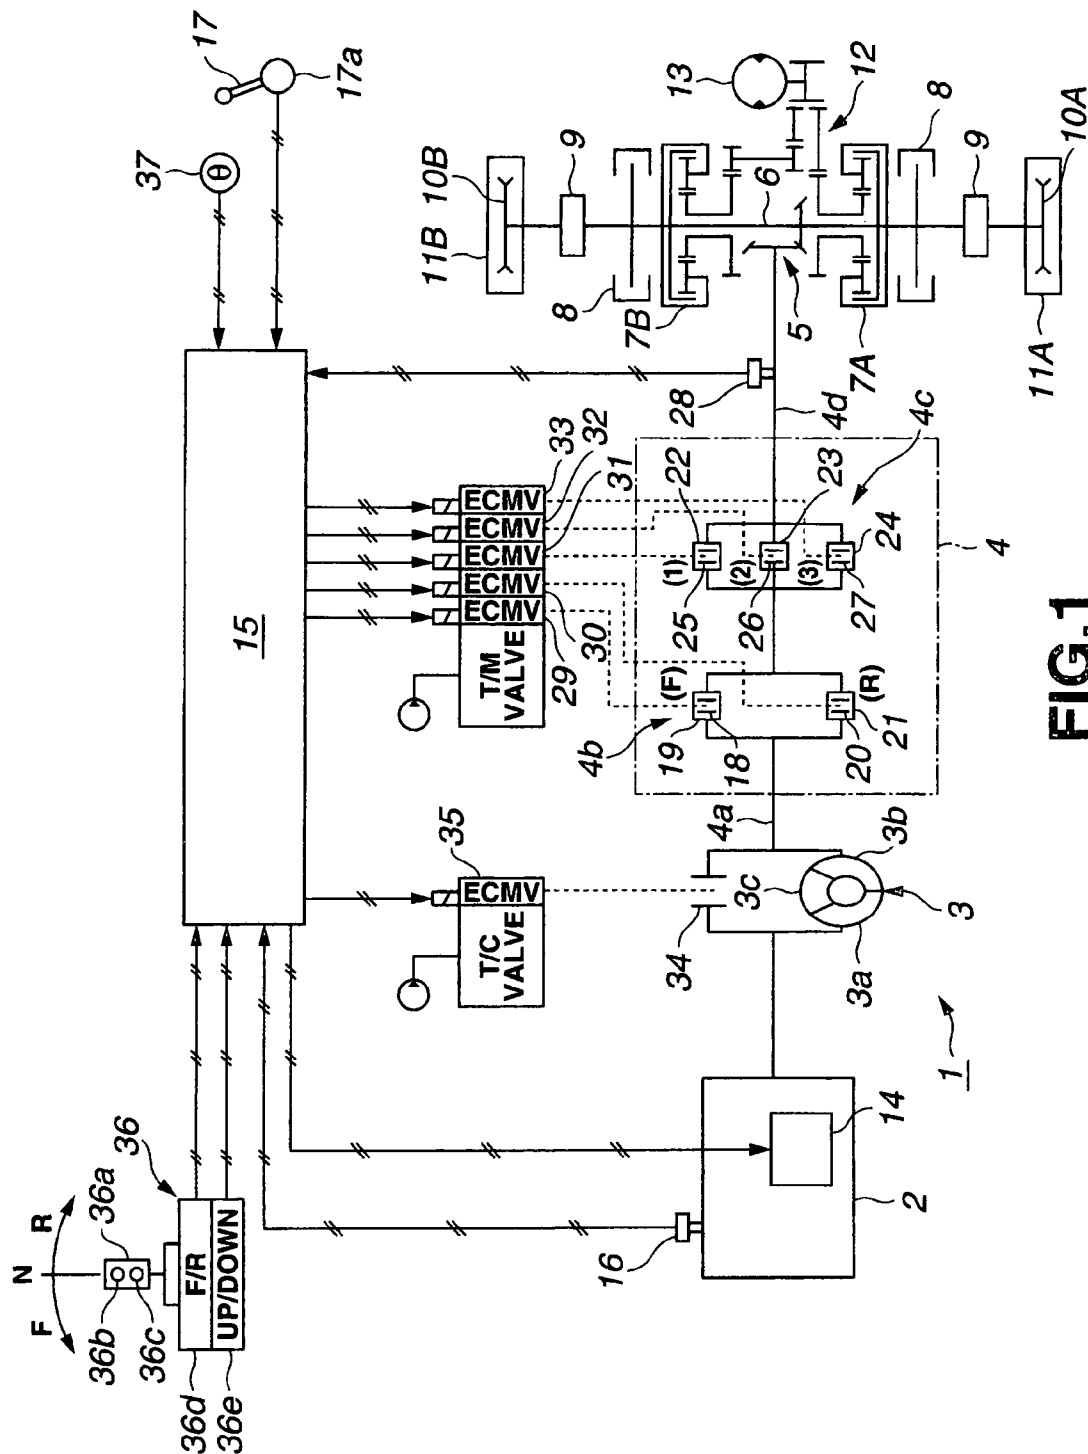 F N R
36a
36b
36c
36
36d
F/R
36e
UP/DOWN
15
37
θ
17
17a
T/C VALVE
ECMV
35
T/M VALVE
ECMV
ECMV
ECMV
ECMV
ECMV
29
30
31
32
33
16
14
2
1
34
3c
3a
3b
3
4a
4b
(F)
19
18
20
21
(R)
(1)
22
25
(2)
23
26
(3)
24
27
4c
4
4d
28
5
6
7B
7A
8
8
9
9
10B
11B
10A
11A
12
13
FIG.1